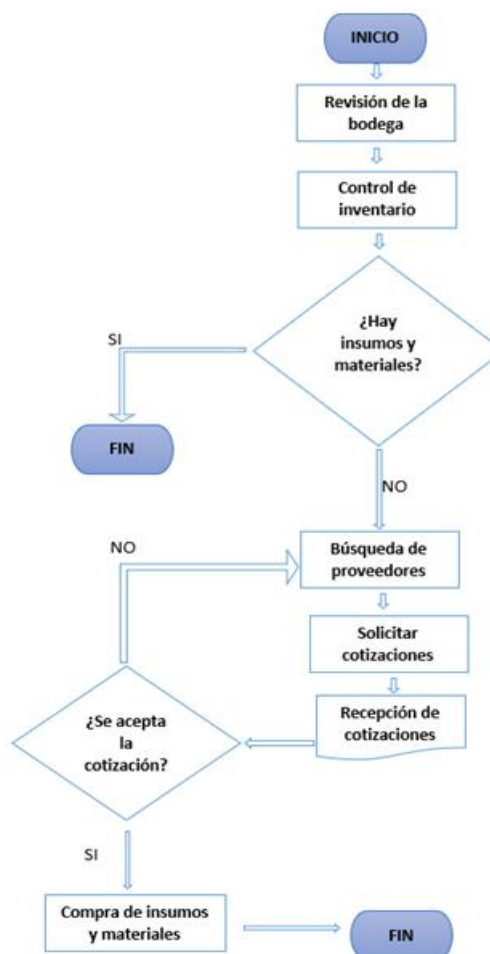 INICIO
Revisión de la
bodega
Control de
inventario
¿Hay
insumos y
materiales?
SI
FIN
NO
Búsqueda de
proveedores
NO
Solicitar
cotizaciones
Recepción de
cotizaciones
¿Se acepta
la
cotización?
SI
Compra de insumos
y materiales
FIN